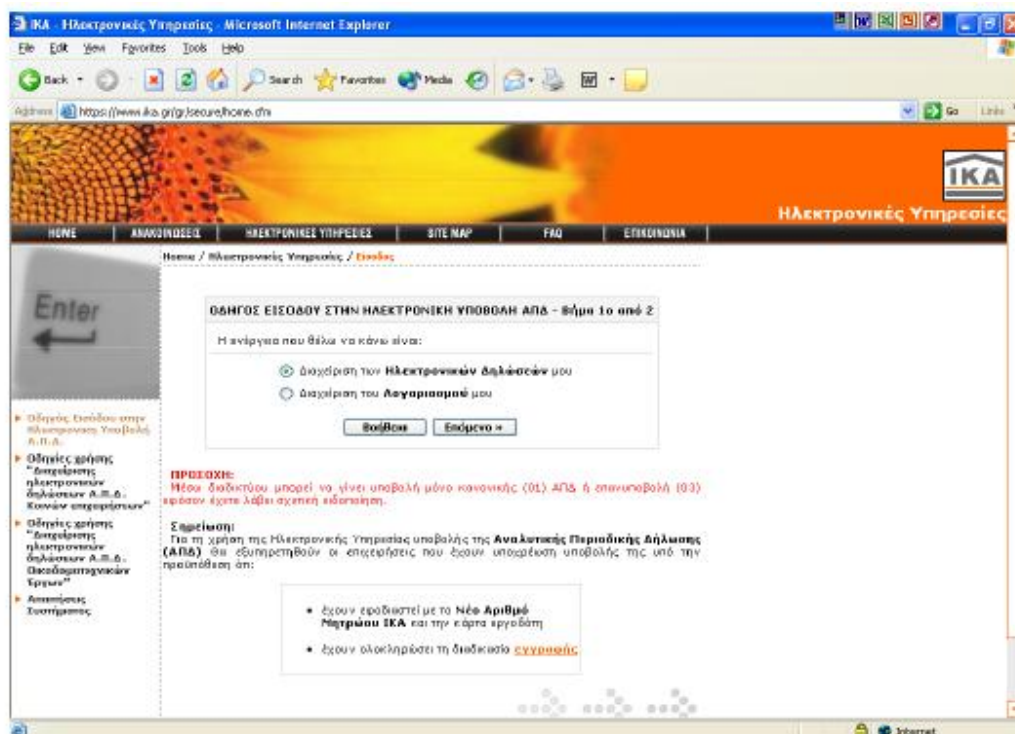 IKA - Ηλεκτρονικές Υπηρεσίες - Microsoft Internet Explorer
File Edit View Favorites Tools Help
Back Search Favorites Media
Address https://www.ika.gr/gr/secure/home.cfm Go Links
IKA
Ηλεκτρονικές Υπηρεσίες
HOME | ΑΝΑΚΟΙΝΩΣΕΙΣ | ΗΛΕΚΤΡΟΝΙΚΕΣ ΥΠΗΡΕΣΙΕΣ | SITE MAP | FAQ | ΕΠΙΚΟΙΝΩΝΙΑ |
Home / Ηλεκτρονικές Υπηρεσίες / Είσοδος
Enter
ΟΔΗΓΟΣ ΕΙΣΟΔΟΥ ΣΤΗΝ ΗΛΕΚΤΡΟΝΙΚΗ ΥΠΟΒΟΛΗ ΑΠΔ - Βήμα 1ο από 2
Η ενέργεια που θέλω να κάνω είναι:
Διαχείριση των Ηλεκτρονικών Δηλώσεών μου
Διαχείριση του Λογαριασμού μου
Βοήθεια Επόμενο »
Οδηγός Εισόδου στην
Ηλεκτρονική Υποβολή
Α.Π.Δ.
Οδηγίες χρήσης
"Διαχείρισης
ηλεκτρονικών
δηλώσεων Α.Π.Δ.
Κοινών επιχειρήσεων"
Οδηγίες χρήσης
"Διαχείρισης
ηλεκτρονικών
δηλώσεων Α.Π.Δ.
Οικοδομοτεχνικών
Έργων"
Απαιτήσεις
Συστήματος
ΠΡΟΣΟΧΗ:
Μέσω διαδικτύου μπορεί να γίνει υποβολή μόνο κανονικής (01) ΑΠΔ ή επανυποβολή (03)
εφόσον έχετε λάβει σχετική ειδοποίηση.
Σημείωση:
Για τη χρήση της Ηλεκτρονικής Υπηρεσίας υποβολής της Αναλυτικής Περιοδικής Δήλωσης
(ΑΠΔ) θα εξυπηρετηθούν οι επιχειρήσεις που έχουν υποχρέωση υποβολής της υπό την
προϋπόθεση ότι:
• έχουν εφοδιαστεί με το Νέο Αριθμό
Μητρώου ΙΚΑ και την κάρτα εργοδότη
• έχουν ολοκληρώσει τη διαδικασία εγγραφής
Internet